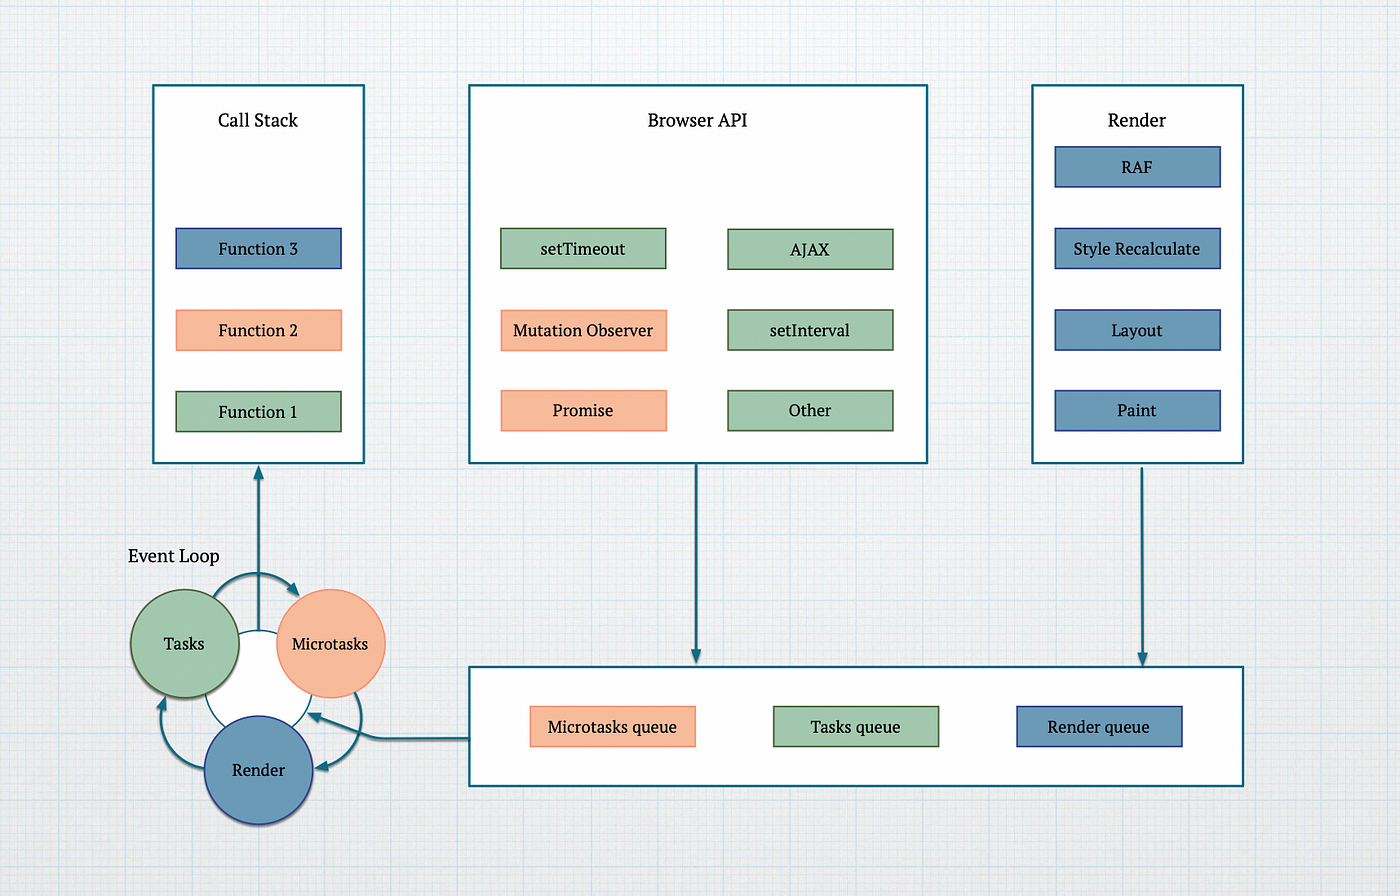 Call Stack
Function 3
Function 2
Function 1
Browser API
setTimeout
AJAX
Mutation Observer
setInterval
Promise
Other
Render
RAF
Style Recalculate
Layout
Paint
Event Loop
Tasks
Microtasks
Render
Microtasks queue
Tasks queue
Render queue